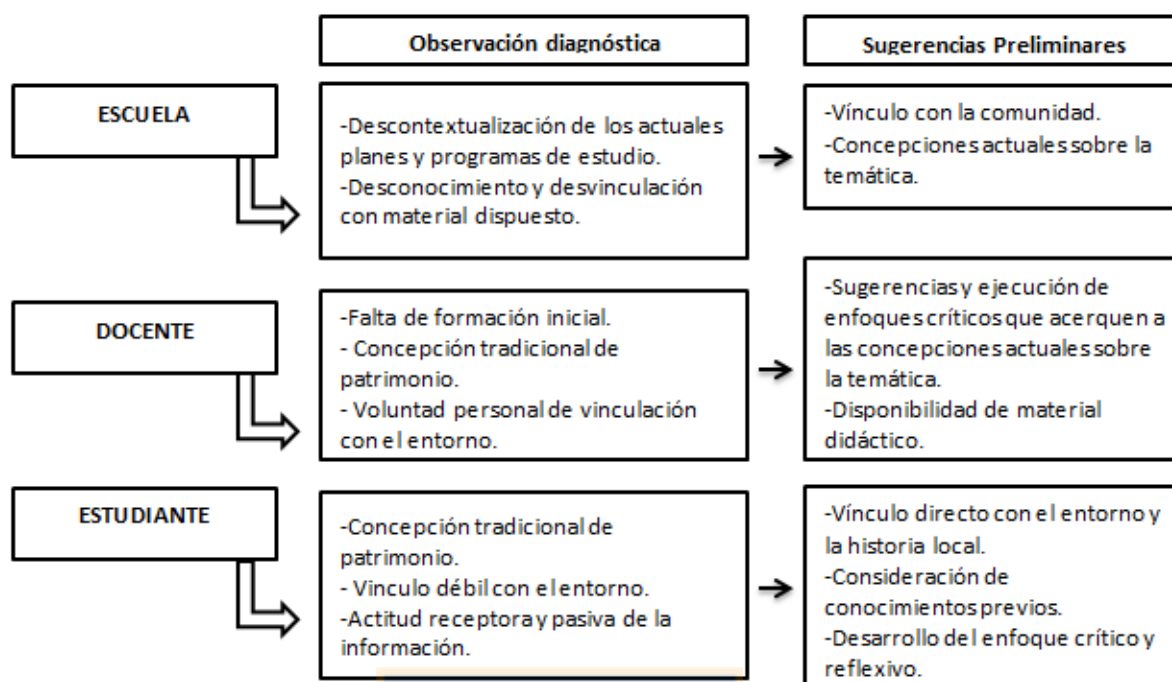 Observación diagnóstica
Sugerencias Preliminares
ESCUELA
-Descontextualización de los actuales
planes y programas de estudio.
-Desconocimiento y desvinculación
con material dispuesto.
-Vínculo con la comunidad.
-Concepciones actuales sobre la
temática.
DOCENTE
-Falta de formación inicial.
- Concepción tradicional de
patrimonio.
- Voluntad personal de vinculación
con el entorno.
-Sugerencias y ejecución de
enfoques críticos que acerquen a
las concepciones actuales sobre
la temática.
-Disponibilidad de material
didáctico.
ESTUDIANTE
-Concepción tradicional de
patrimonio.
- Vinculo débil con el entorno.
-Actitud receptora y pasiva de la
información.
-Vínculo directo con el entorno y
la historia local.
-Consideración de
conocimientos previos.
-Desarrollo del enfoque crítico y
reflexivo.